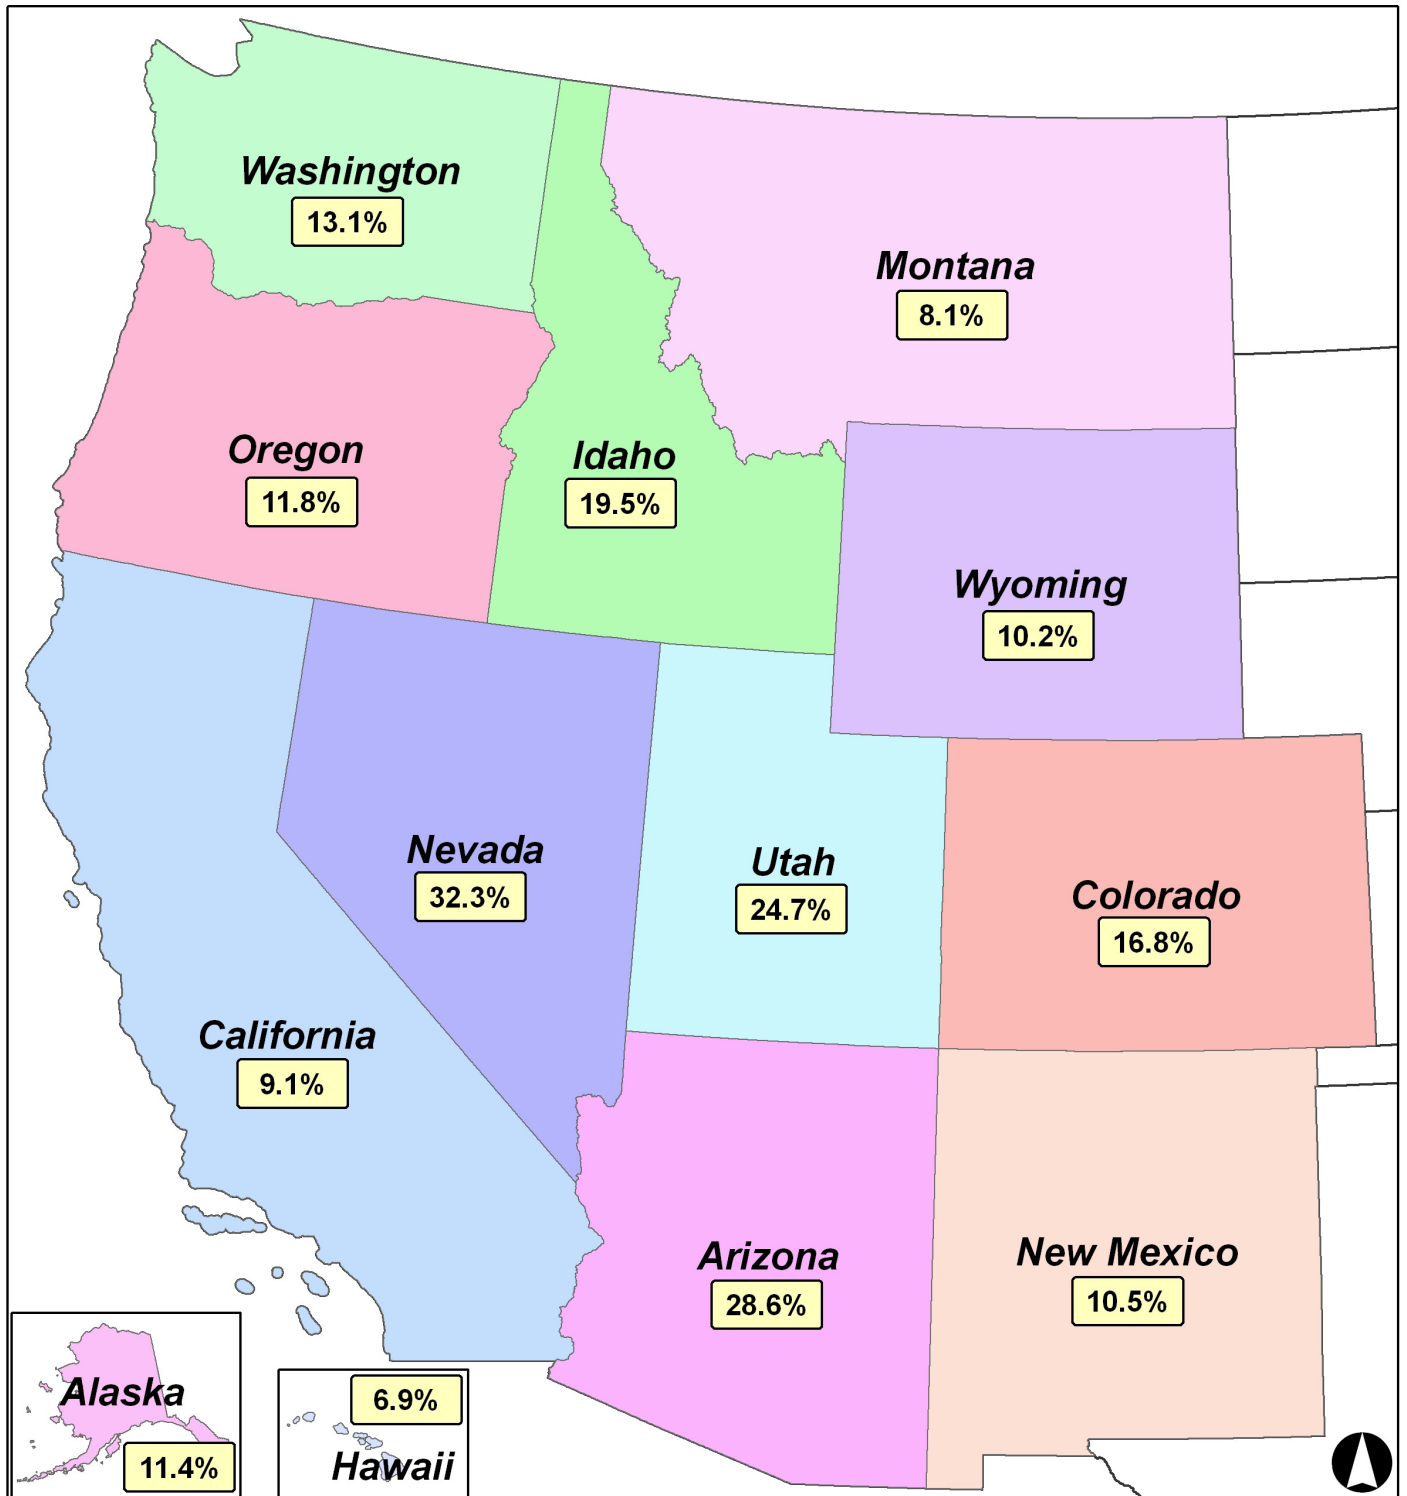 Washington
13.1%
Montana
8.1%
Oregon
11.8%
Idaho
19.5%
Wyoming
10.2%
Nevada
32.3%
Utah
24.7%
Colorado
16.8%
California
9.1%
Arizona
28.6%
New Mexico
10.5%
Alaska
11.4%
6.9%
Hawaii